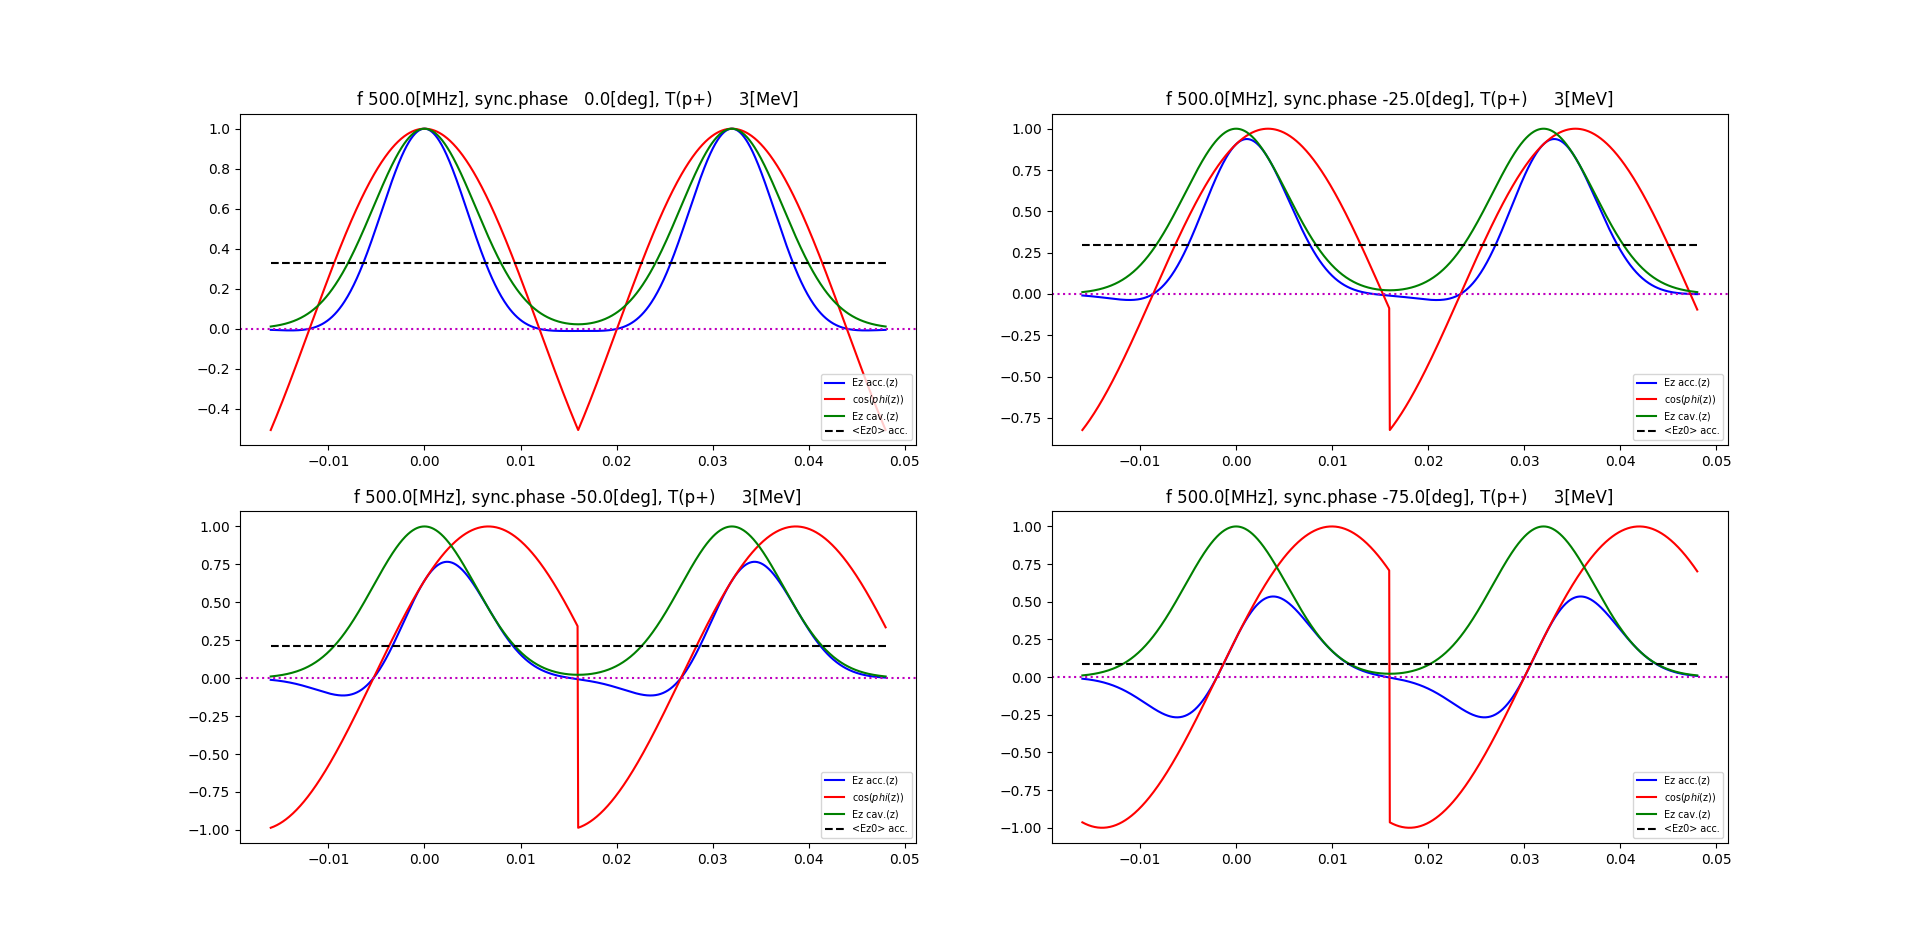 f 500.0[MHz], sync.phase   0.0[deg], T(p+)     3[MeV]
1.0
0.8
0.6
0.4
0.2
0.0
−0.2
−0.4
Ez acc.(z)
cos(phi(z))
Ez cav.(z)
<Ez0> acc.
−0.01 0.00 0.01 0.02 0.03 0.04 0.05
f 500.0[MHz], sync.phase -25.0[deg], T(p+)     3[MeV]
1.00
0.75
0.50
0.25
0.00
−0.25
−0.50
−0.75
Ez acc.(z)
cos(phi(z))
Ez cav.(z)
<Ez0> acc.
−0.01 0.00 0.01 0.02 0.03 0.04 0.05
f 500.0[MHz], sync.phase -50.0[deg], T(p+)     3[MeV]
1.00
0.75
0.50
0.25
0.00
−0.25
−0.50
−0.75
−1.00
Ez acc.(z)
cos(phi(z))
Ez cav.(z)
<Ez0> acc.
−0.01 0.00 0.01 0.02 0.03 0.04 0.05
f 500.0[MHz], sync.phase -75.0[deg], T(p+)     3[MeV]
1.00
0.75
0.50
0.25
0.00
−0.25
−0.50
−0.75
−1.00
Ez acc.(z)
cos(phi(z))
Ez cav.(z)
<Ez0> acc.
−0.01 0.00 0.01 0.02 0.03 0.04 0.05